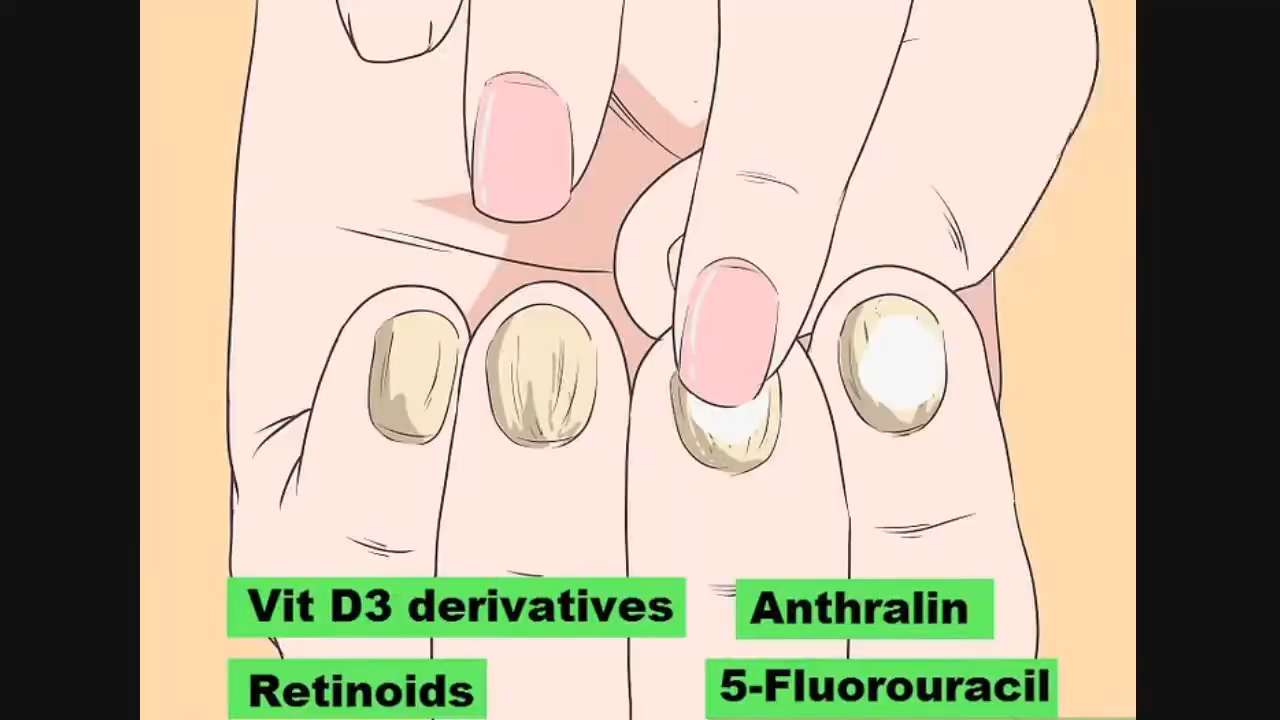 Vit D3 derivatives
Anthralin
Retinoids
5-Fluorouracil